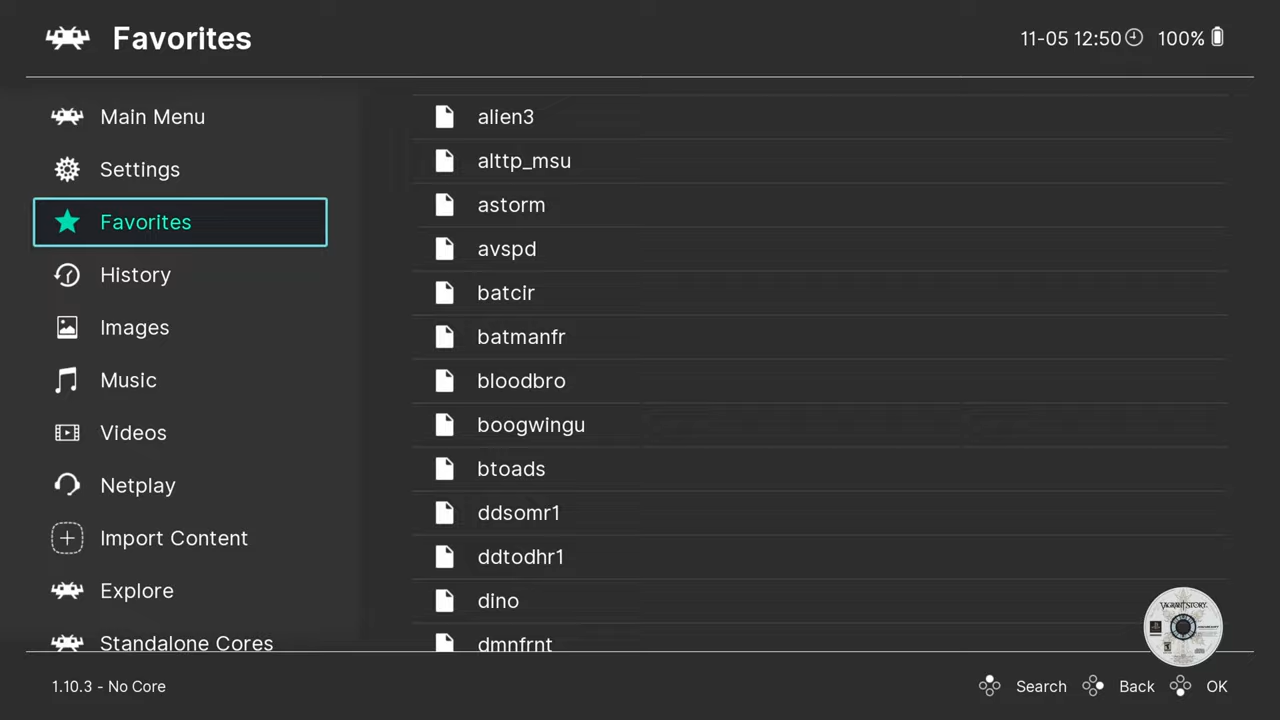 Favorites
11-05 12:50
100%
Main Menu
Settings
Favorites
History
Images
Music
Videos
Netplay
Import Content
Explore
Standalone Cores
alien3
alttp_msu
astorm
avspd
batcir
batmanfr
bloodbro
boogwingu
btoads
ddsomr1
ddtodhr1
dino
dmnfrnt
VAGRANT STORY
1.10.3 - No Core
Search
Back
OK